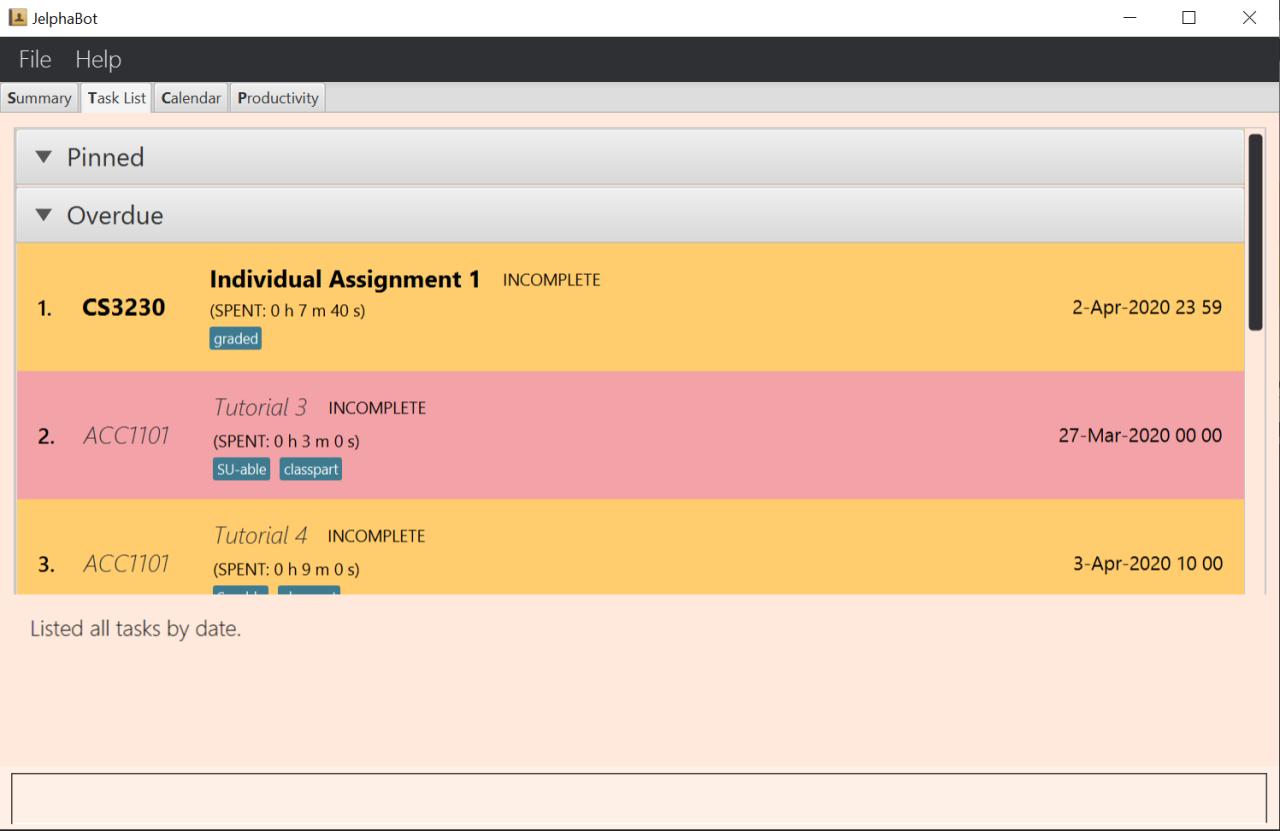 JelphaBot
File Help
Summary Task List Calendar Productivity
Pinned
Overdue
1. CS3230 Individual Assignment 1 INCOMPLETE
(SPENT: 0 h 7 m 40 s)
graded
2-Apr-2020 23 59
2. ACC1101 Tutorial 3 INCOMPLETE
(SPENT: 0 h 3 m 0 s)
SU-able classpart
27-Mar-2020 00 00
3. ACC1101 Tutorial 4 INCOMPLETE
(SPENT: 0 h 9 m 0 s)
3-Apr-2020 10 00
Listed all tasks by date.